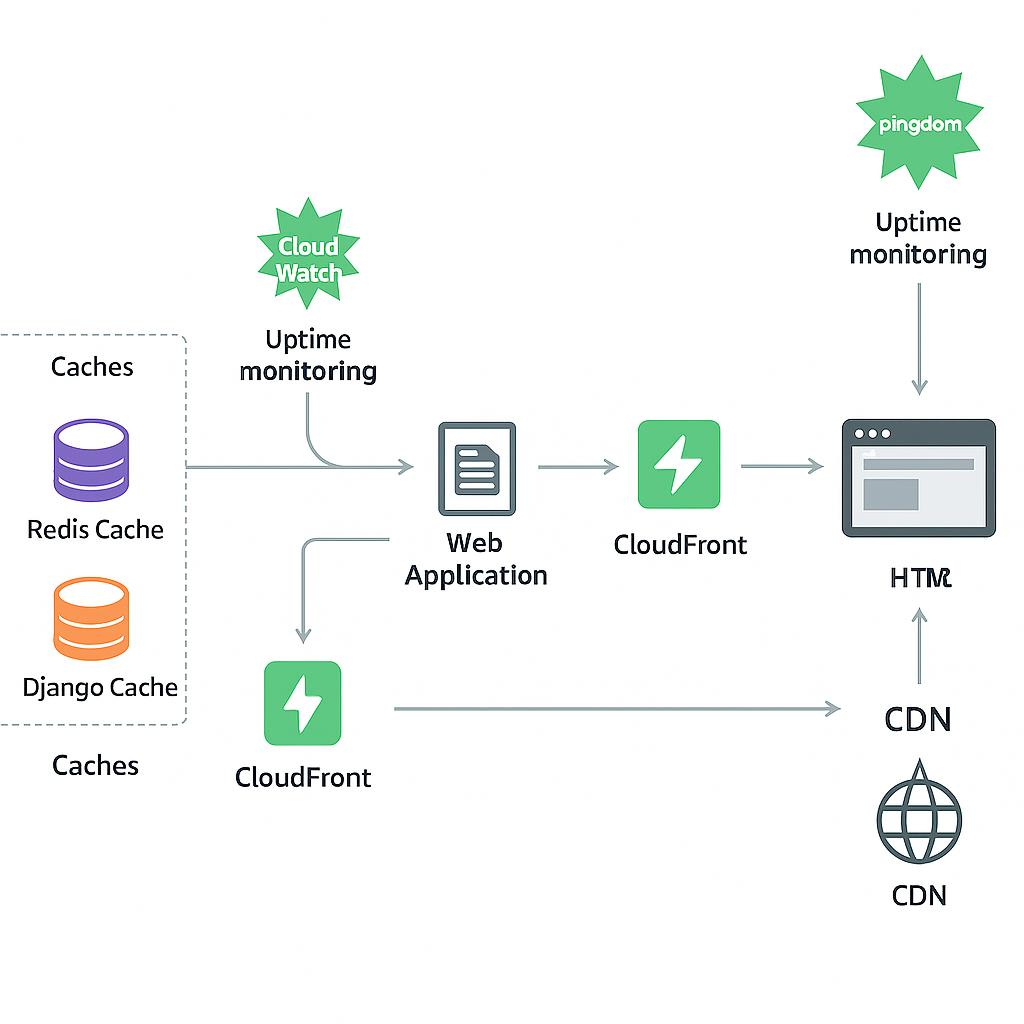 pingdom
Uptime
monitoring
Cloud
Watch
Uptime
monitoring
Caches
Redis Cache
Django Cache
Caches
Web
Application
CloudFront
CloudFront
CDN
CDN